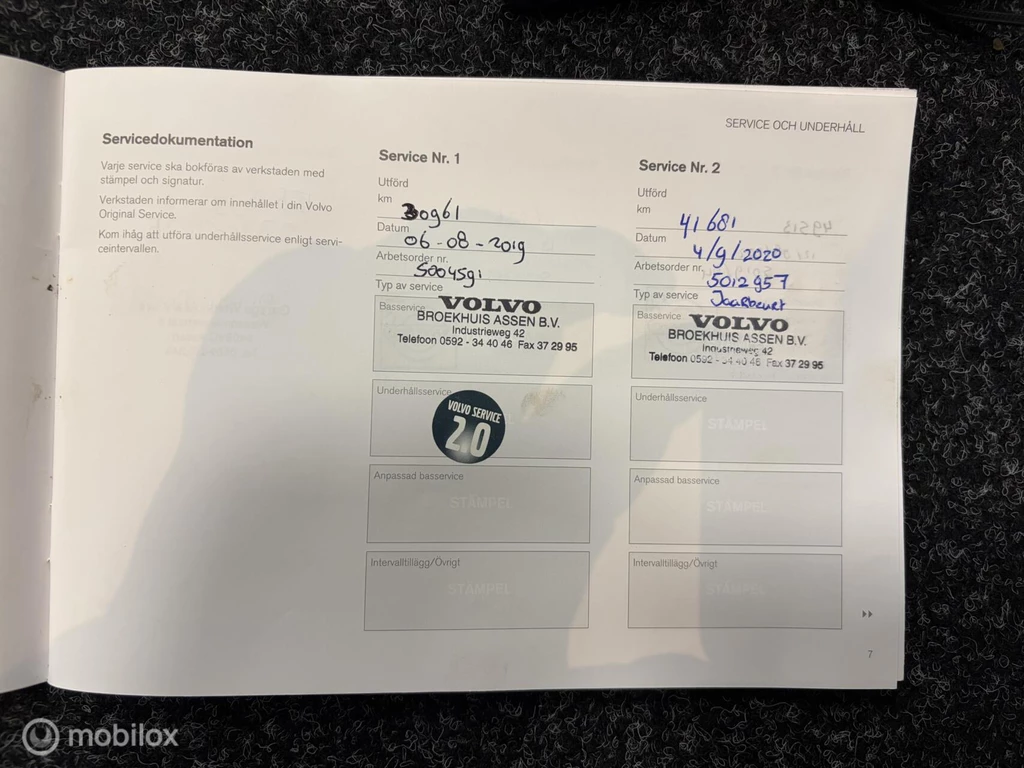 SERVICE OCH UNDERHÅLL
Servicedokumentation
Varje service ska bokföras av verkstaden med
stämpel och signatur.
Verkstaden informerar om innehållet i din Volvo
Original Service.
Kom ihåg att utföra underhållsservice enligt servi-
ceintervallen.
Service Nr. 1
Utförd
km
30961
Datum
06-08-2019
Arbetsorder nr.
5004591
Typ av service
Basservice
VOLVO
BROEKHUIS ASSEN B.V.
Industrieweg 42
Telefoon 0592 - 34 40 46 Fax 37 29 95
Underhållsservice
STÄMPEL
VOLVO SERVICE
2.0
Anpassad basservice
STÄMPEL
Intervalltillägg/Övrigt
STÄMPEL
Service Nr. 2
Utförd
km
41681
Datum
4/9/2020
Arbetsorder nr.
5012957
Typ av service Jaarbeurt
Basservice
VOLVO
BROEKHUIS ASSEN B.V.
Industrieweg 42
Telefoon 0592 - 34 40 46 Fax 37 29 95
Underhållsservice
STÄMPEL
Anpassad basservice
STÄMPEL
Intervalltillägg/Övrigt
STÄMPEL
7
mobilox